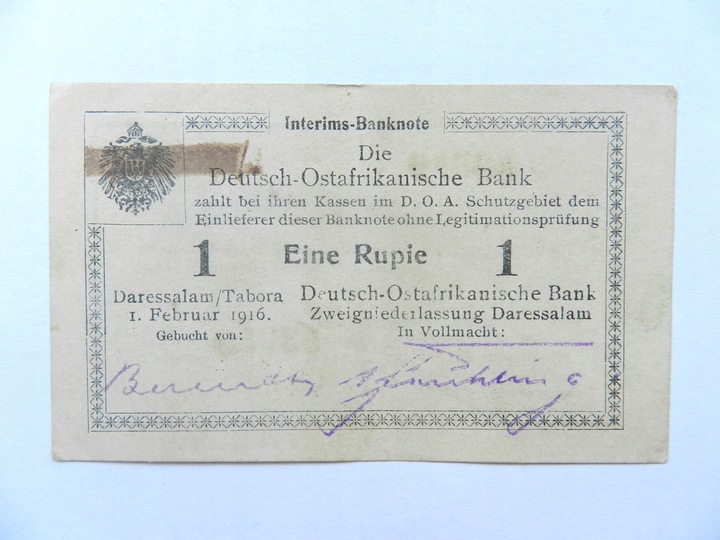 Interims-Banknote
Die
Deutsch-Ostafrikanische Bank
zahlt bei ihren Kassen im D. O. A. Schutzgebiet dem
Einlieferer dieser Banknote ohne Legitimationsprüfung
1 Eine Rupie 1
Daressalam/Tabora Deutsch-Ostafrikanische Bank
1. Februar 1916. Zweigniederlassung Daressalam
Gebucht von: In Vollmacht: